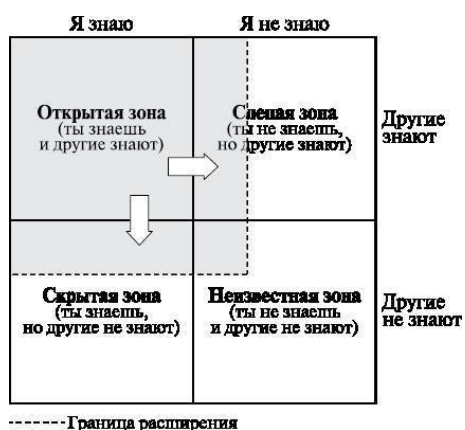 Я знаю
Я не знаю
Открытая зона
(ты знаешь
и другие знают)
Слепая зона
(ты не знаешь,
но другие знают)
Другие
знают
Скрытая зона
(ты знаешь,
но другие не знают)
Неизвестная зона
(ты не знаешь
и другие не знают)
Другие
не знают
Граница расширения